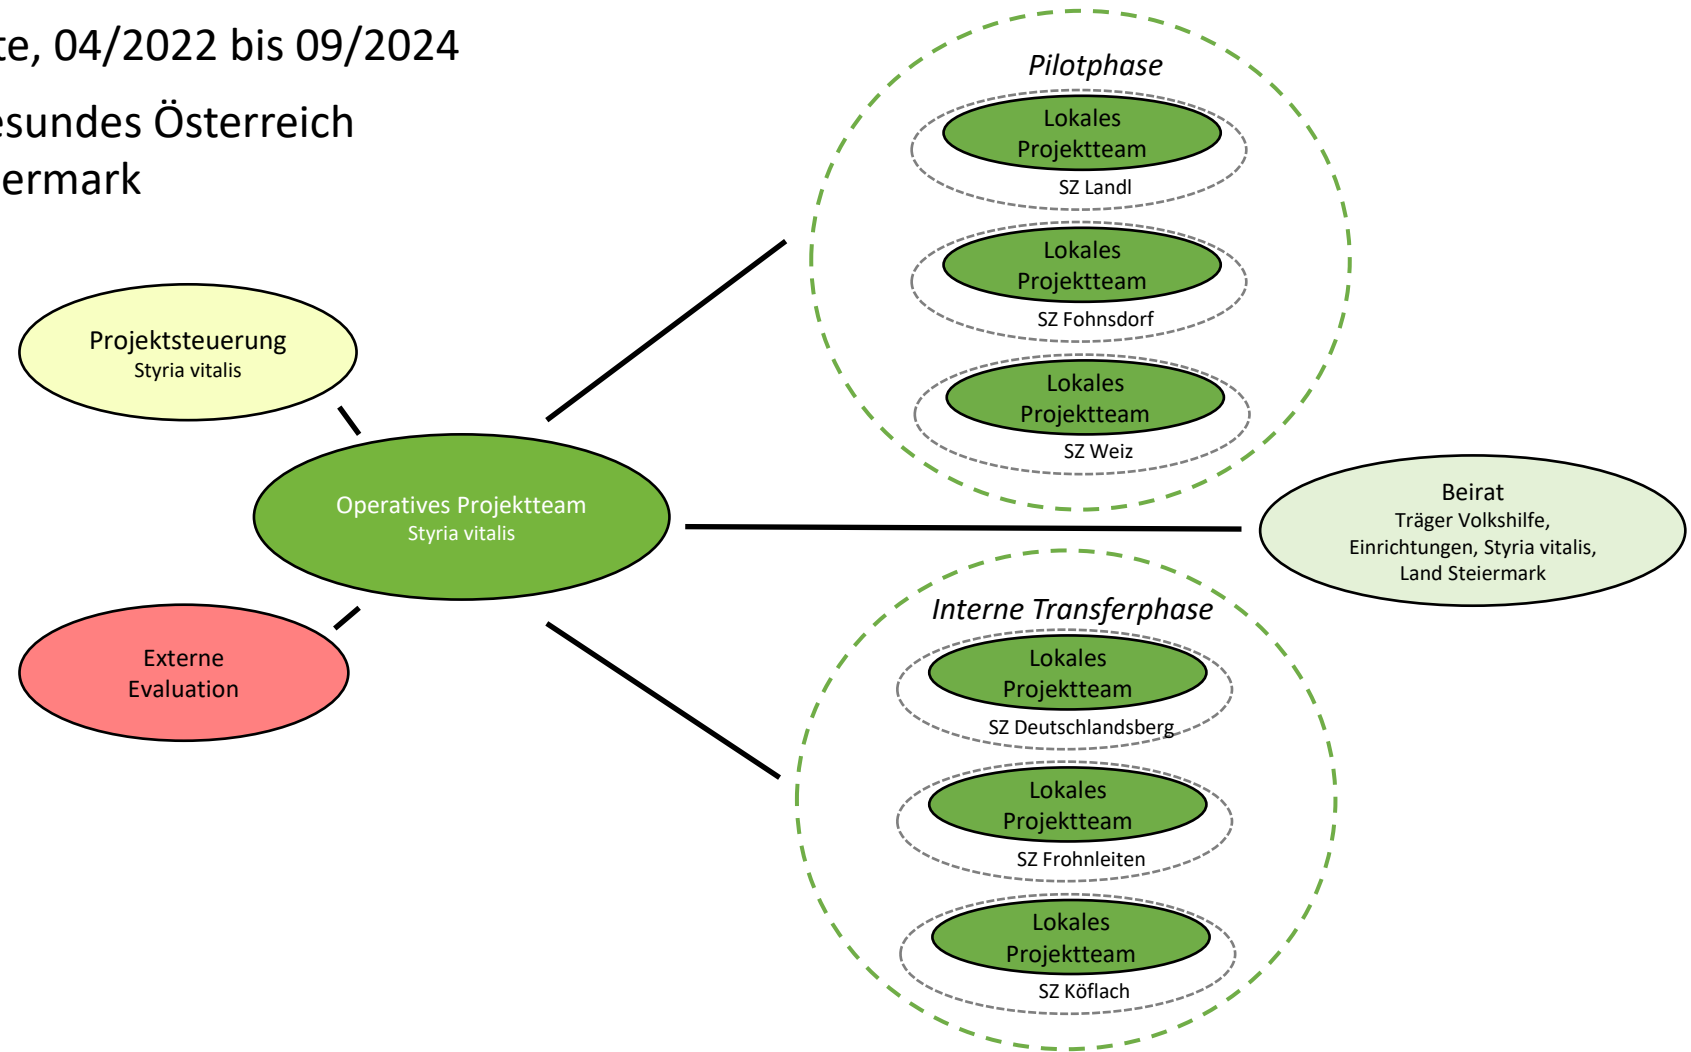 te, 04/2022 bis 09/2024
esundes Österreich
iermark
Projektsteuerung
Styria vitalis
Operatives Projektteam
Styria vitalis
Externe
Evaluation
Pilotphase
Lokales
Projektteam
SZ Landl
Lokales
Projektteam
SZ Fohnsdorf
Lokales
Projektteam
SZ Weiz
Beirat
Träger Volkshilfe,
Einrichtungen, Styria vitalis,
Land Steiermark
Interne Transferphase
Lokales
Projektteam
SZ Deutschlandsberg
Lokales
Projektteam
SZ Frohnleiten
Lokales
Projektteam
SZ Köflach